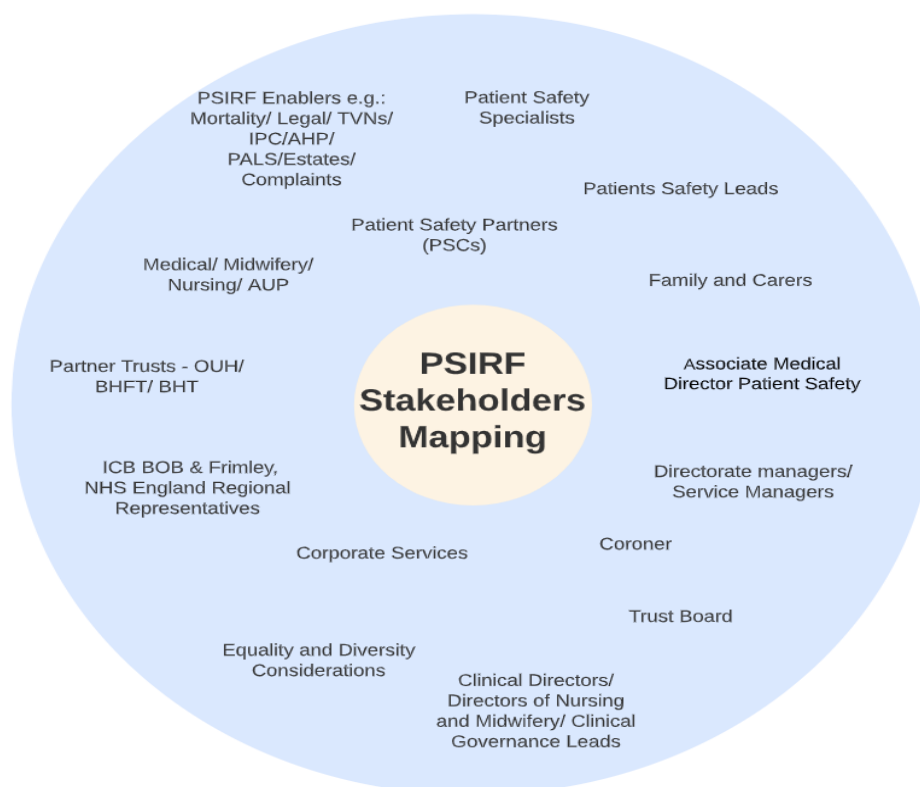 PSIRF Enablers e.g.:
Mortality/ Legal/ TVNs/
IPC/AHP/
PALS/Estates/
Complaints
Patient Safety
Specialists
Patients Safety Leads
Patient Safety Partners
(PSCs)
Medical/ Midwifery/
Nursing/ AUP
Family and Carers
Partner Trusts - OUH/
BHFT/ BHT
PSIRF
Stakeholders
Mapping
Associate Medical
Director Patient Safety
ICB BOB & Frimley,
NHS England Regional
Representatives
Directorate managers/
Service Managers
Corporate Services
Coroner
Trust Board
Equality and Diversity
Considerations
Clinical Directors/
Directors of Nursing
and Midwifery/ Clinical
Governance Leads